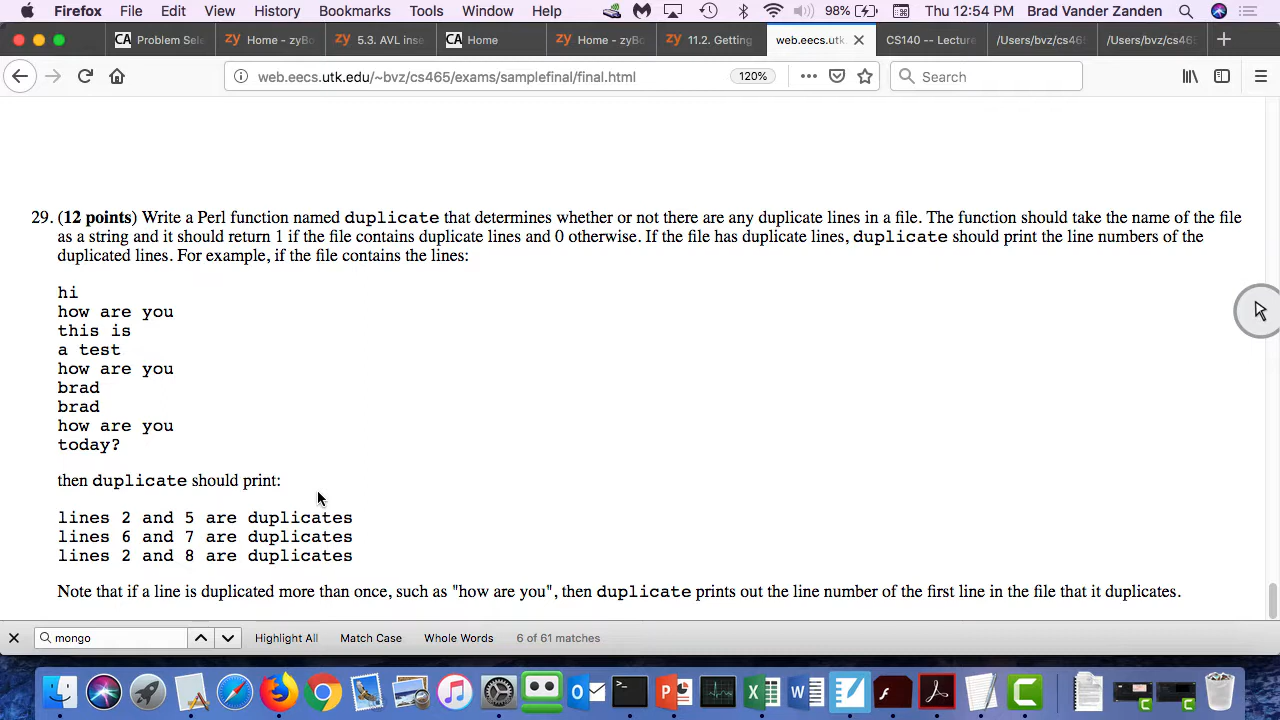 Firefox File Edit View History Bookmarks Tools Window Help 98% Thu 12:54 PM Brad Vander Zanden
CA Problem Sel zy Home - zyBo zy 5.3. AVL inse CA Home zy Home - zyBo zy 11.2. Getting web.eecs.utk. CS140 -- Lecture /Users/bvz/cs46 /Users/bvz/cs46
web.eecs.utk.edu/~bvz/cs465/exams/samplefinal/final.html 120% Search
29. (12 points) Write a Perl function named duplicate that determines whether or not there are any duplicate lines in a file. The function should take the name of the file
as a string and it should return 1 if the file contains duplicate lines and 0 otherwise. If the file has duplicate lines, duplicate should print the line numbers of the
duplicated lines. For example, if the file contains the lines:
hi
how are you
this is
a test
how are you
brad
brad
how are you
today?
then duplicate should print:
lines 2 and 5 are duplicates
lines 6 and 7 are duplicates
lines 2 and 8 are duplicates
Note that if a line is duplicated more than once, such as "how are you", then duplicate prints out the line number of the first line in the file that it duplicates.
mongo Highlight All Match Case Whole Words 6 of 61 matches